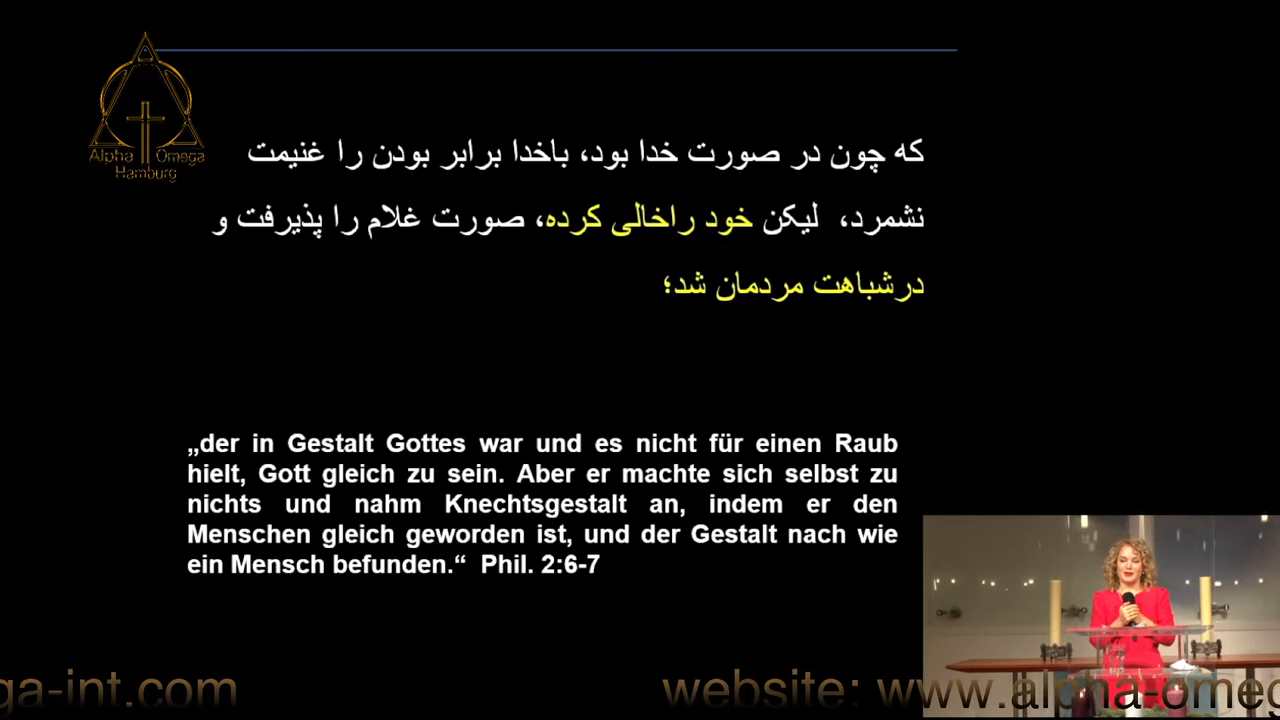 Alpha Omega
Hamburg
که چون در صورت خدا بود، باخدا برابر بودن را غنیمت
نشمرد، لیکن خود راخالی کرده، صورت غلام را پذیرفت و
درشباهت مردمان شد؛
„der in Gestalt Gottes war und es nicht für einen Raub
hielt, Gott gleich zu sein. Aber er machte sich selbst zu
nichts und nahm Knechtsgestalt an, indem er den
Menschen gleich geworden ist, und der Gestalt nach wie
ein Mensch befunden.“ Phil. 2:6-7
ga-int.com website: www.alpha-omeg